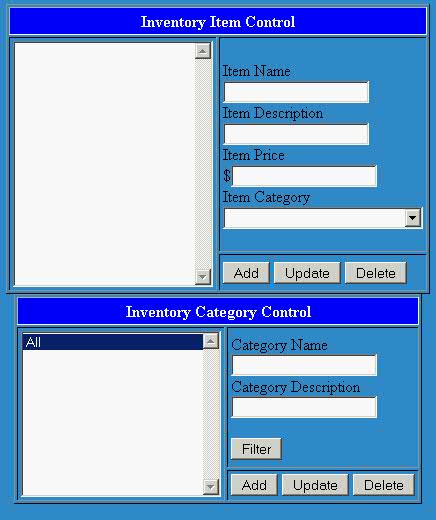 Inventory Item Control
Item Name
Item Description
Item Price
$
Item Category
Add Update Delete
Inventory Category Control
All
Category Name
Category Description
Filter
Add Update Delete